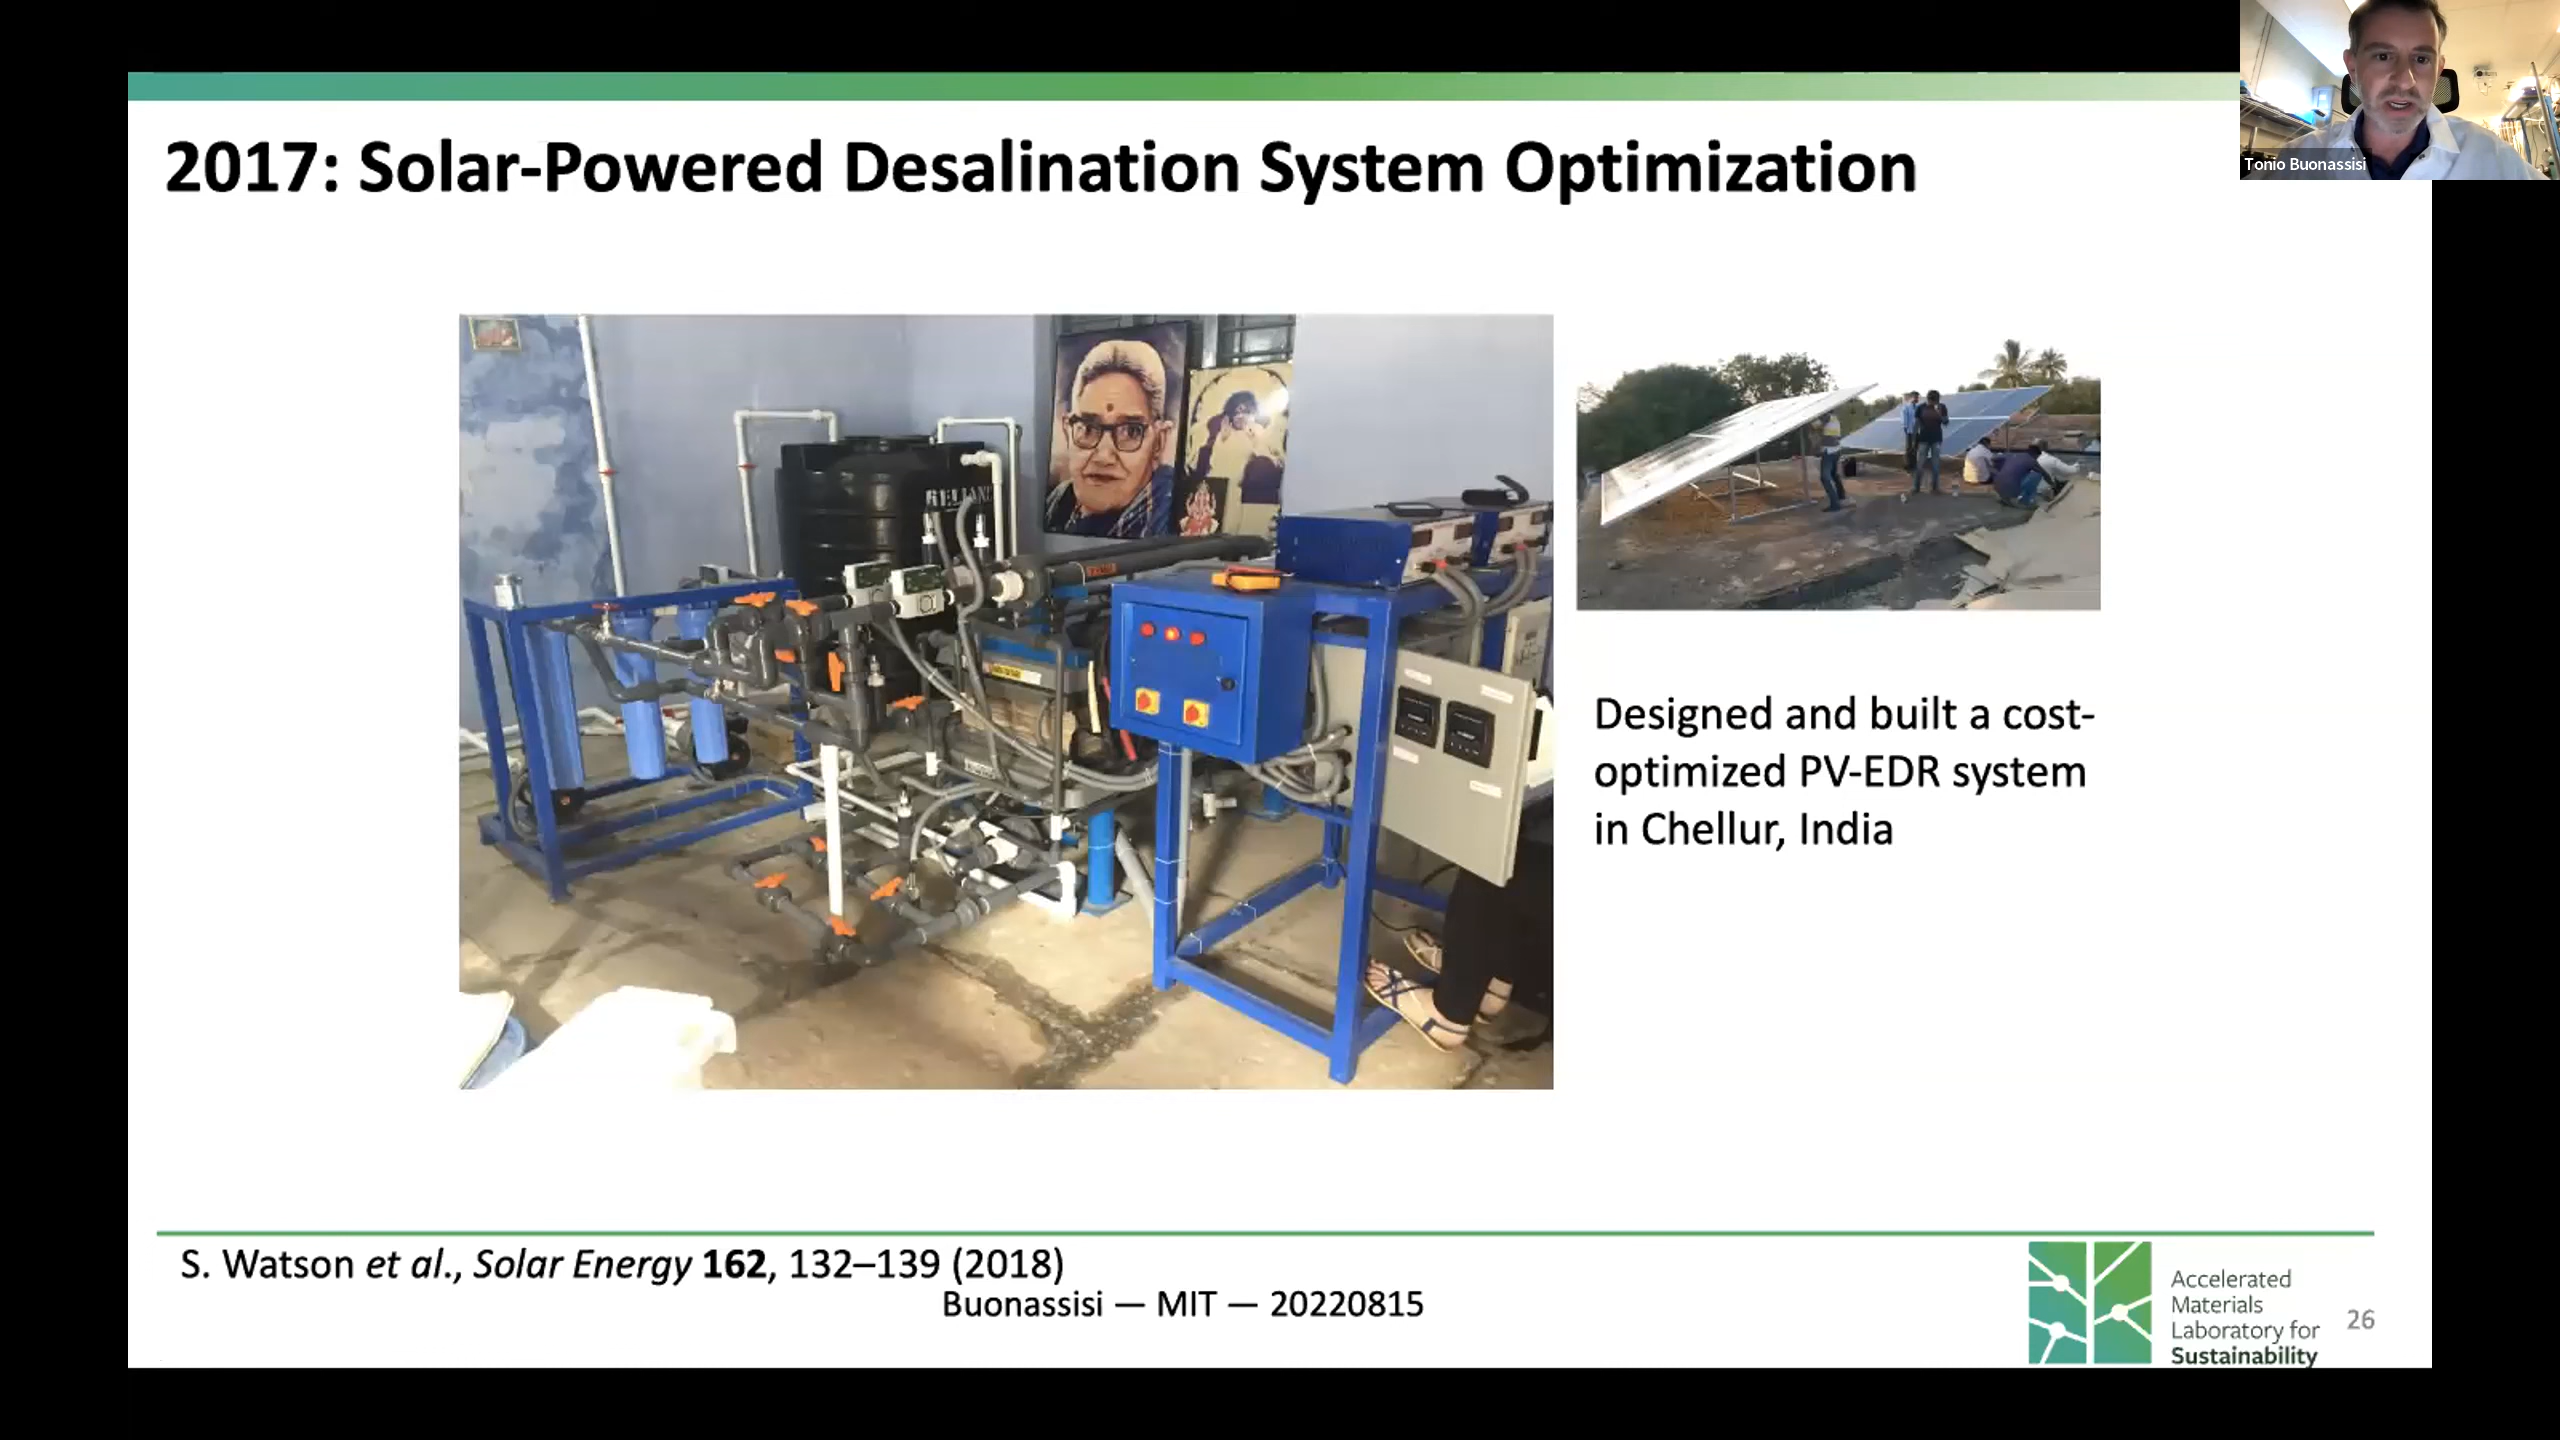 2017: Solar-Powered Desalination System Optimization
Tonio Buonassisi
Designed and built a cost-
optimized PV-EDR system
in Chellur, India
S. Watson et al., Solar Energy 162, 132–139 (2018)
Buonassisi — MIT — 20220815
Accelerated
Materials
Laboratory for
Sustainability
26